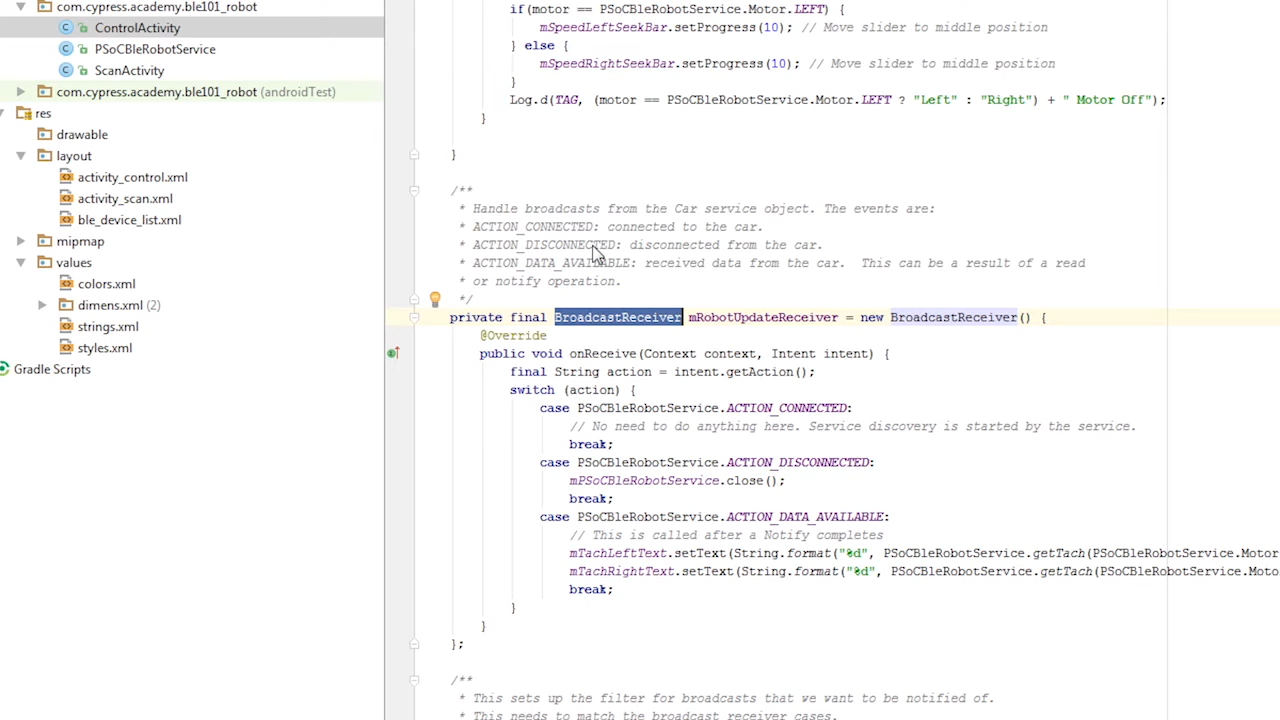 com.cypress.academy.ble101_robot
ControlActivity
PSoCBleRobotService
ScanActivity
com.cypress.academy.ble101_robot (androidTest)
res
drawable
layout
activity_control.xml
activity_scan.xml
ble_device_list.xml
mipmap
values
colors.xml
dimens.xml (2)
strings.xml
styles.xml
Gradle Scripts
if(motor == PSoCBleRobotService.Motor.LEFT) {
mSpeedLeftSeekBar.setProgress(10); // Move slider to middle position
} else {
mSpeedRightSeekBar.setProgress(10); // Move slider to middle position
}
Log.d(TAG, (motor == PSoCBleRobotService.Motor.LEFT ? "Left" : "Right") + " Motor Off");
}
}
/**
* Handle broadcasts from the Car service object. The events are:
* ACTION_CONNECTED: connected to the car.
* ACTION_DISCONNECTED: disconnected from the car.
* ACTION_DATA_AVAILABLE: received data from the car.  This can be a result of a read
* or notify operation.
*/
private final BroadcastReceiver mRobotUpdateReceiver = new BroadcastReceiver() {
@Override
public void onReceive(Context context, Intent intent) {
final String action = intent.getAction();
switch (action) {
case PSoCBleRobotService.ACTION_CONNECTED:
// No need to do anything here. Service discovery is started by the service.
break;
case PSoCBleRobotService.ACTION_DISCONNECTED:
mPSoCBleRobotService.close();
break;
case PSoCBleRobotService.ACTION_DATA_AVAILABLE:
// This is called after a Notify completes
mTachLeftText.setText(String.format("%d", PSoCBleRobotService.getTach(PSoCBleRobotService.Motor
mTachRightText.setText(String.format("%d", PSoCBleRobotService.getTach(PSoCBleRobotService.Moto
break;
}
}
};
/**
* This sets up the filter for broadcasts that we want to be notified of.
* This needs to match the broadcast receiver cases.